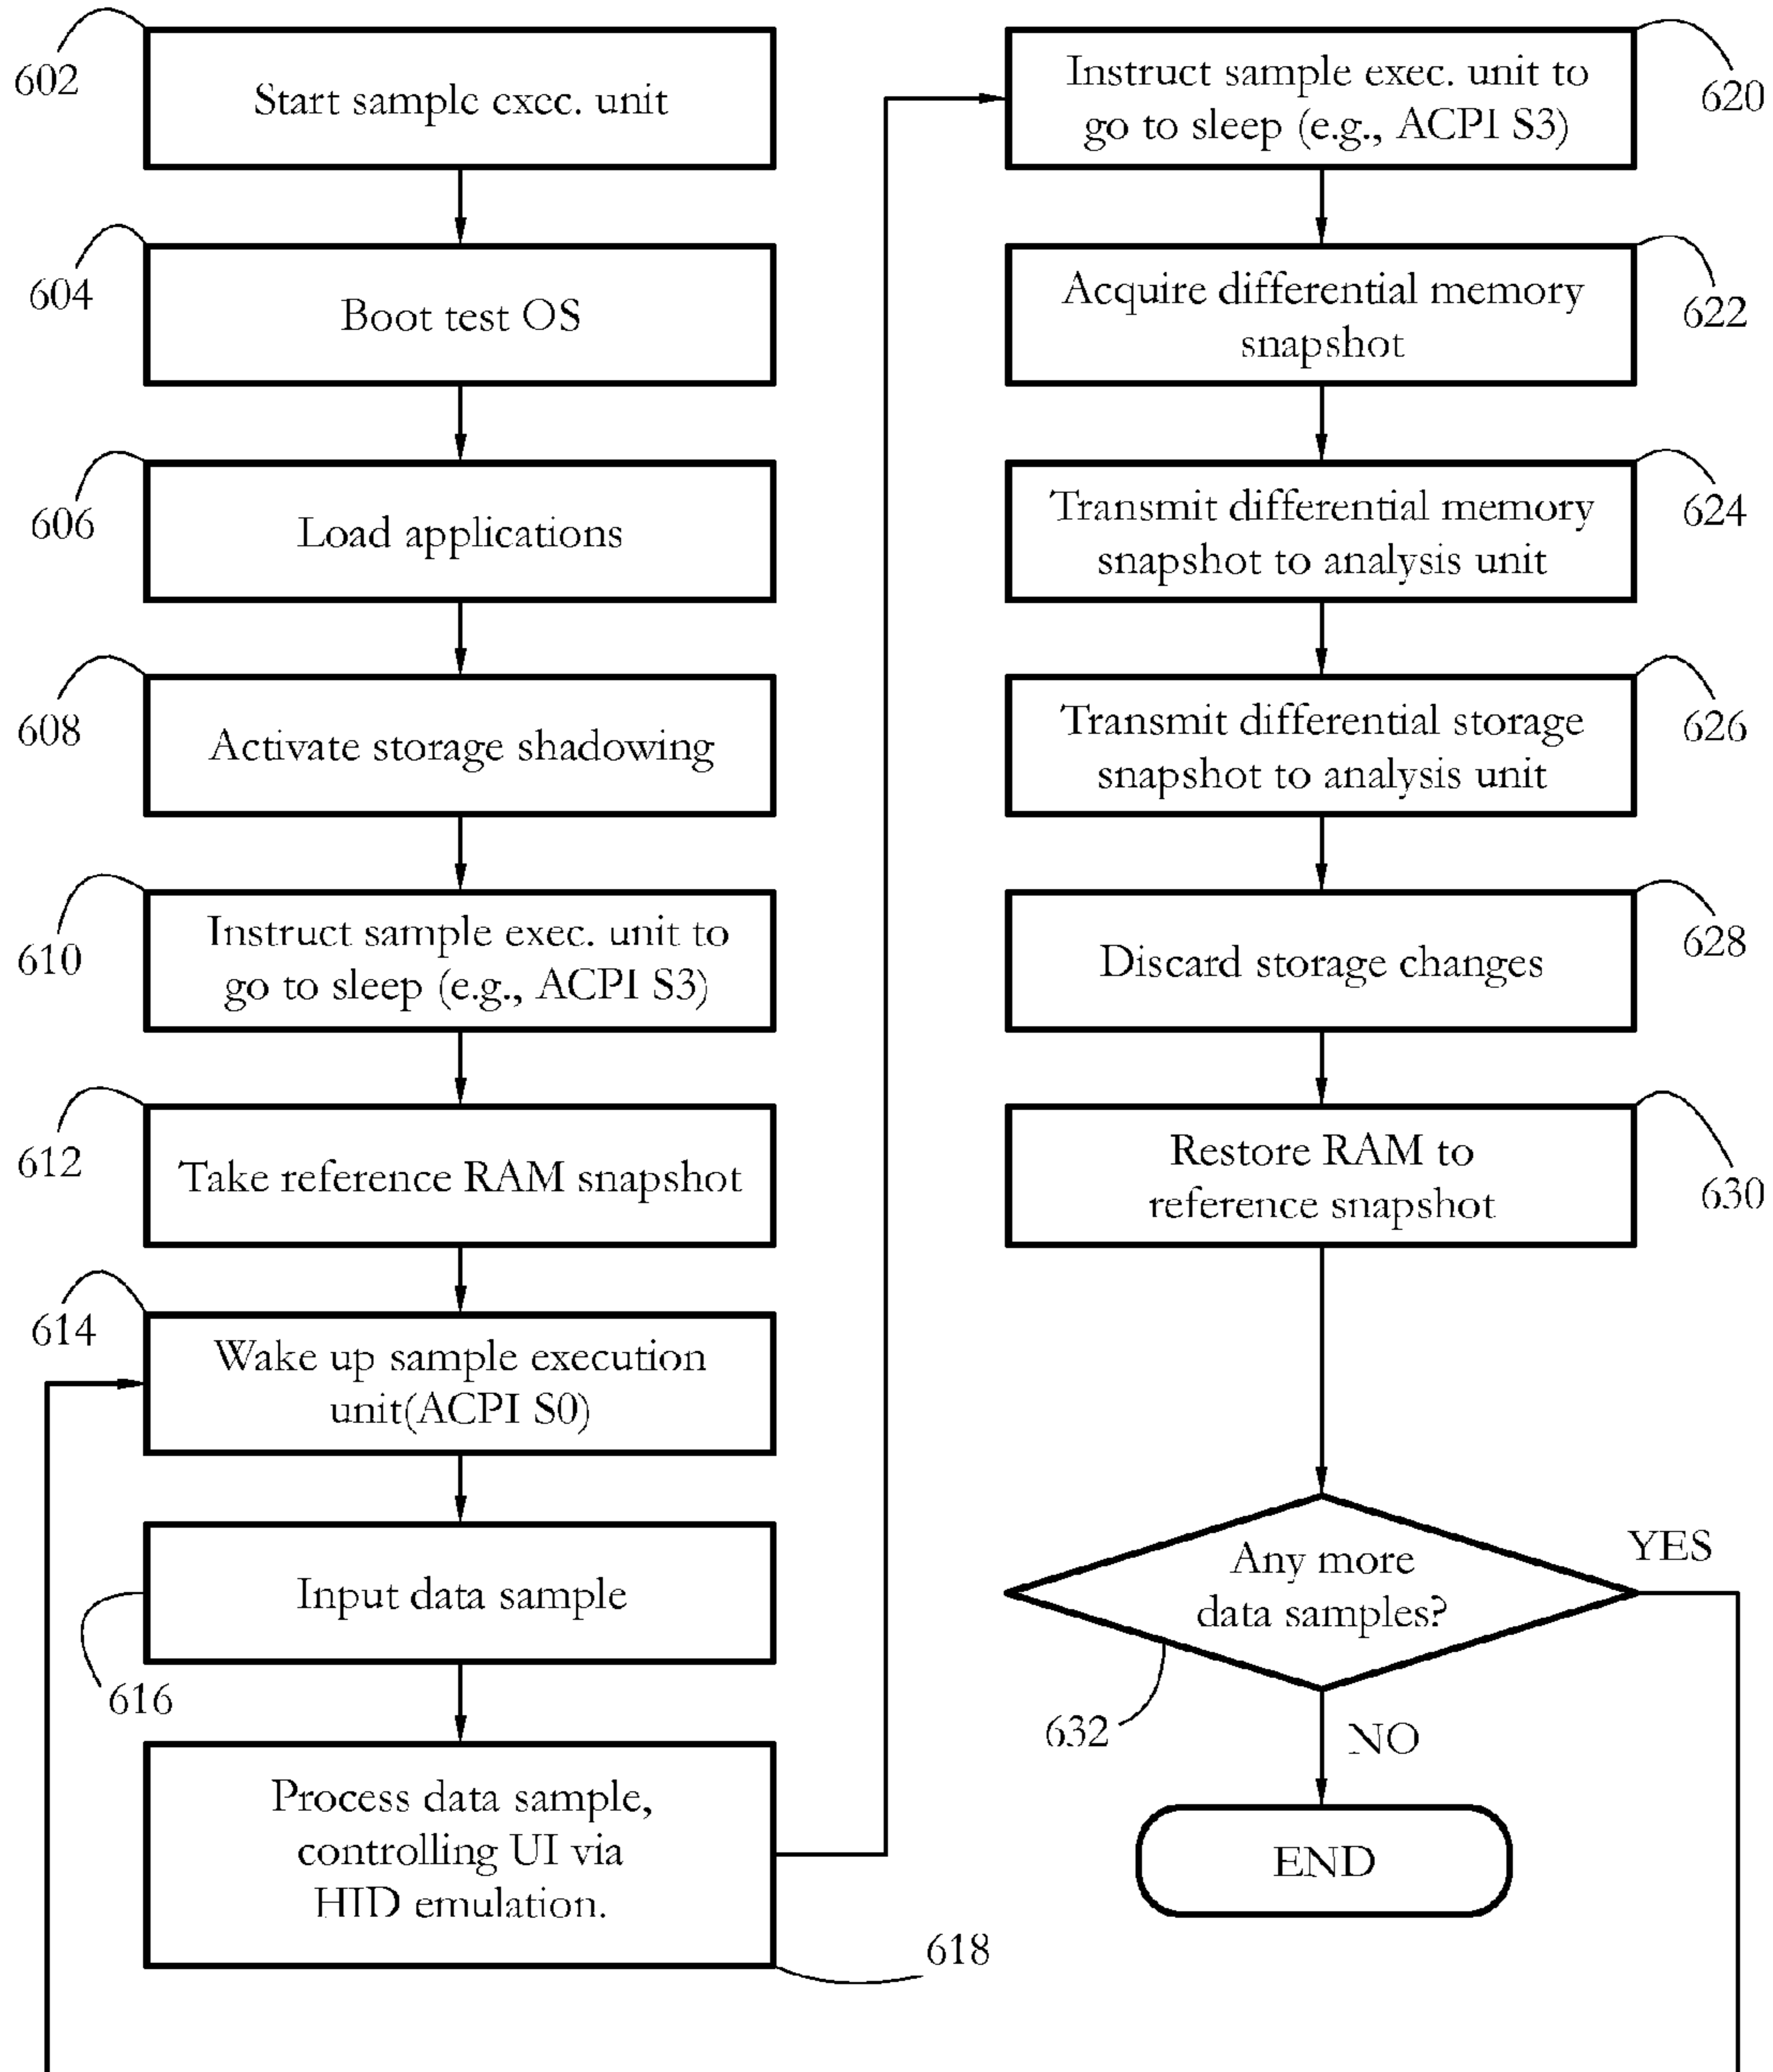 602
Start sample exec. unit
604
Boot test OS
606
Load applications
608
Activate storage shadowing
610
Instruct sample exec. unit to
go to sleep (e.g., ACPI S3)
612
Take reference RAM snapshot
614
Wake up sample execution
unit(ACPI S0)
616
Input data sample
Process data sample,
controlling UI via
HID emulation.
618
Instruct sample exec. unit to
go to sleep (e.g., ACPI S3)
620
Acquire differential memory
snapshot
622
Transmit differential memory
snapshot to analysis unit
624
Transmit differential storage
snapshot to analysis unit
626
Discard storage changes
628
Restore RAM to
reference snapshot
630
Any more
data samples?
YES
632
NO
END